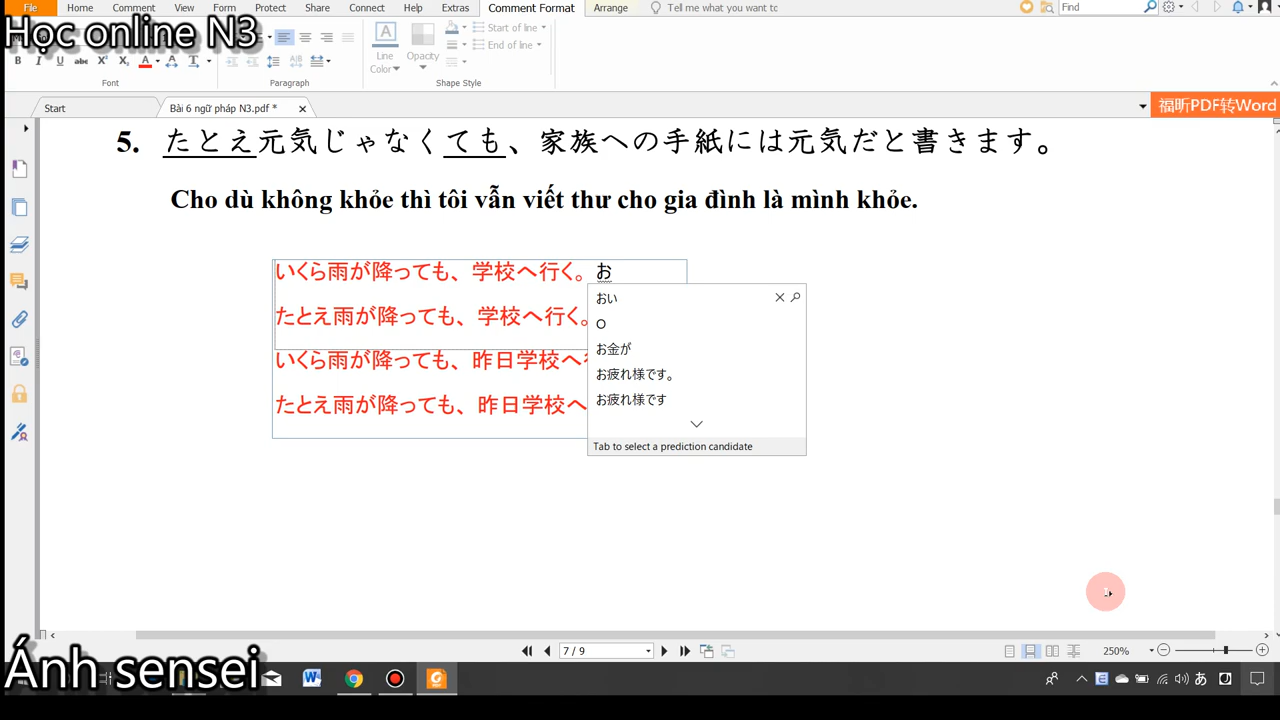 File Home Comment View Form Protect Share Connect Help Extras Comment Format Arrange Tell me what you want tc Find
Học online N3
Start of line
End of line
Line Color
Opacity
Font Paragraph Shape Style
Start Bài 6 ngữ pháp N3.pdf * 福昕PDF转Word
5. たとえ元気じゃなくても、家族への手紙には元気だと書きます。
Cho dù không khỏe thì tôi vẫn viết thư cho gia đình là mình khỏe.
いくら雨が降っても、学校へ行く。お
たとえ雨が降っても、学校へ行く。
いくら雨が降っても、昨日学校へ
たとえ雨が降っても、昨日学校へ
おい
O
お金が
お疲れ様です。
お疲れ様です
Tab to select a prediction candidate
7 / 9 250%
Ánh sensei
あ